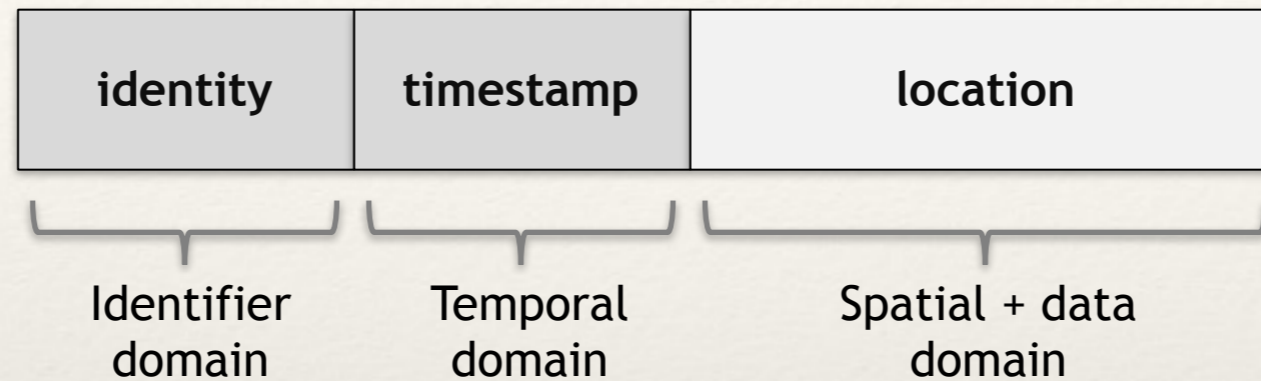 identity timestamp location
Identifier domain
Temporal domain
Spatial + data domain